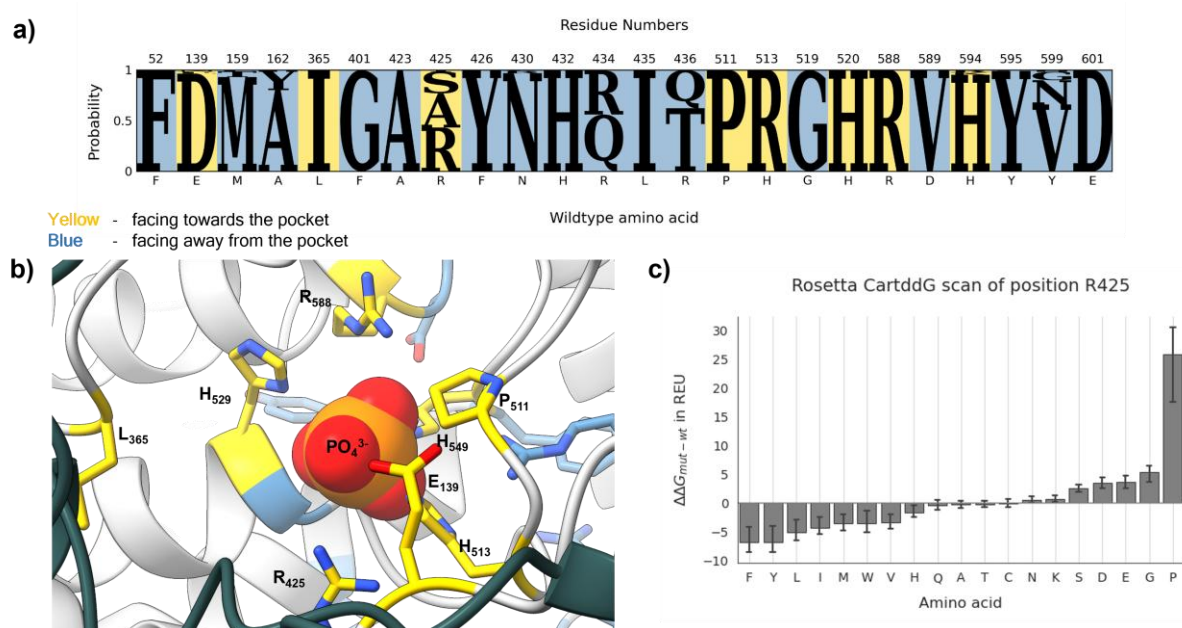 a)
Residue Numbers
52 139 159 162 365 401 423 425 426 430 432 434 435 436 511 513 519 520 588 589 594 595 599 601
Probability
1
0.5
0
F D M A I G A R Y N H Q I T P R G H R V H Y V D
Y A R Q N
S
F E M A L F A R F N H R L R P H G H R D H Y Y E
Wildtype amino acid
Yellow - facing towards the pocket
Blue - facing away from the pocket
b)
R588
H529
P511
L365
PO4 3-
H549
E139
H513
R425
c)
Rosetta CartddG scan of position R425
ΔΔGmut−wt in REU
30
25
20
15
10
5
0
−5
−10
F Y L I M W V H Q A T C N K S D E G P
Amino acid